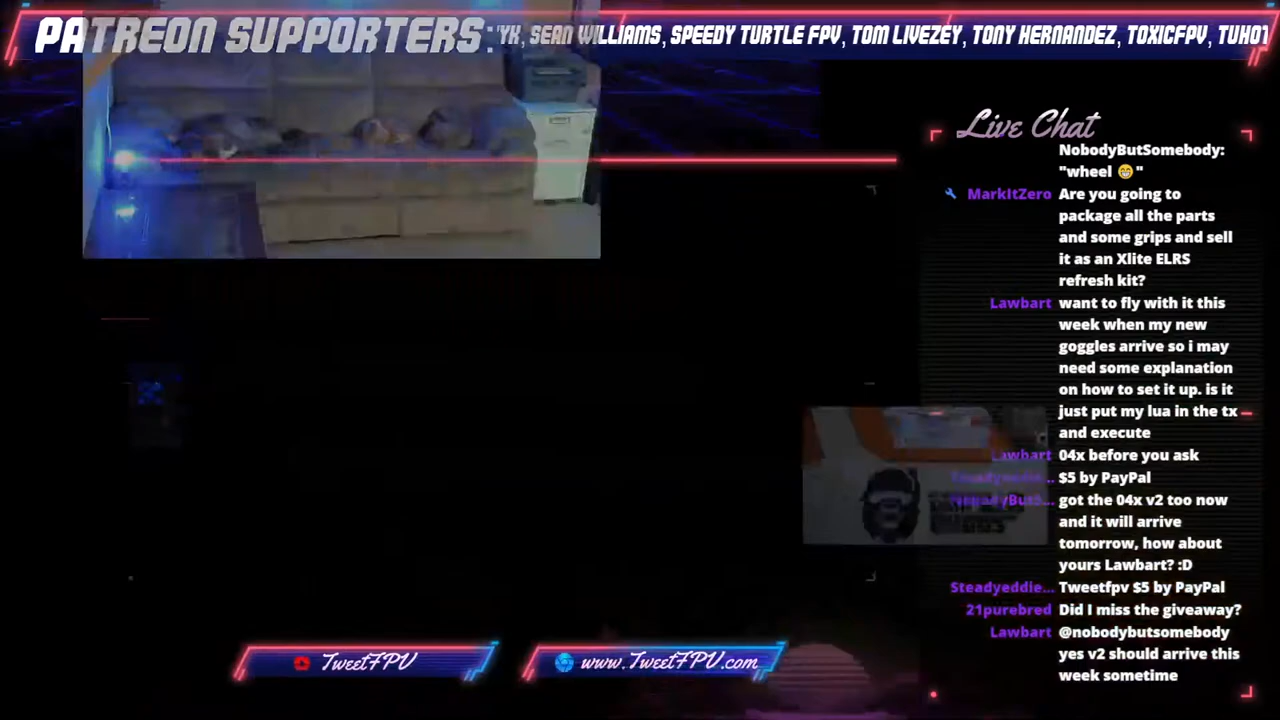 PATREON SUPPORTERS:
YK, SEAN WILLIAMS, SPEEDY TURTLE FPV, TOM LIVEZEY, TONY HERNANDEZ, TOXICFPV, TUHOT
Live Chat
NobodyButSomebody:
"wheel 😁"
MarkItZero Are you going to
package all the parts
and some grips and sell
it as an Xlite ELRS
refresh kit?
Lawbart want to fly with it this
week when my new
goggles arrive so i may
need some explanation
on how to set it up. is it
just put my lua in the tx
and execute
Lawbart 04x before you ask
$5 by PayPal
got the 04x v2 too now
and it will arrive
tomorrow, how about
yours Lawbart? :D
Steadyeddie... Tweetfpv $5 by PayPal
21purebred Did I miss the giveaway?
Lawbart @nobodybutsomebody
yes v2 should arrive this
week sometime
TweetFPV
www.TweetFPV.com